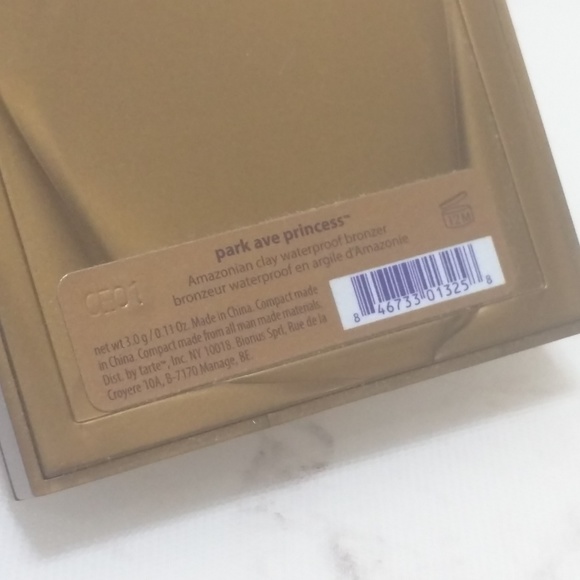 park ave princess™
Amazonian clay waterproof bronzer
bronzeur waterproof en argile d'Amazonie
12M
net wt 3.0 g / 0.11 Oz. Made in China. Compact made
in China. Compact made from all man made materials.
Dist. by tarte™, Inc. NY 10018. Biorius Sprl, Rue de la
Croyere 10A, B-7170 Manage, BE
8 46733 01325 8